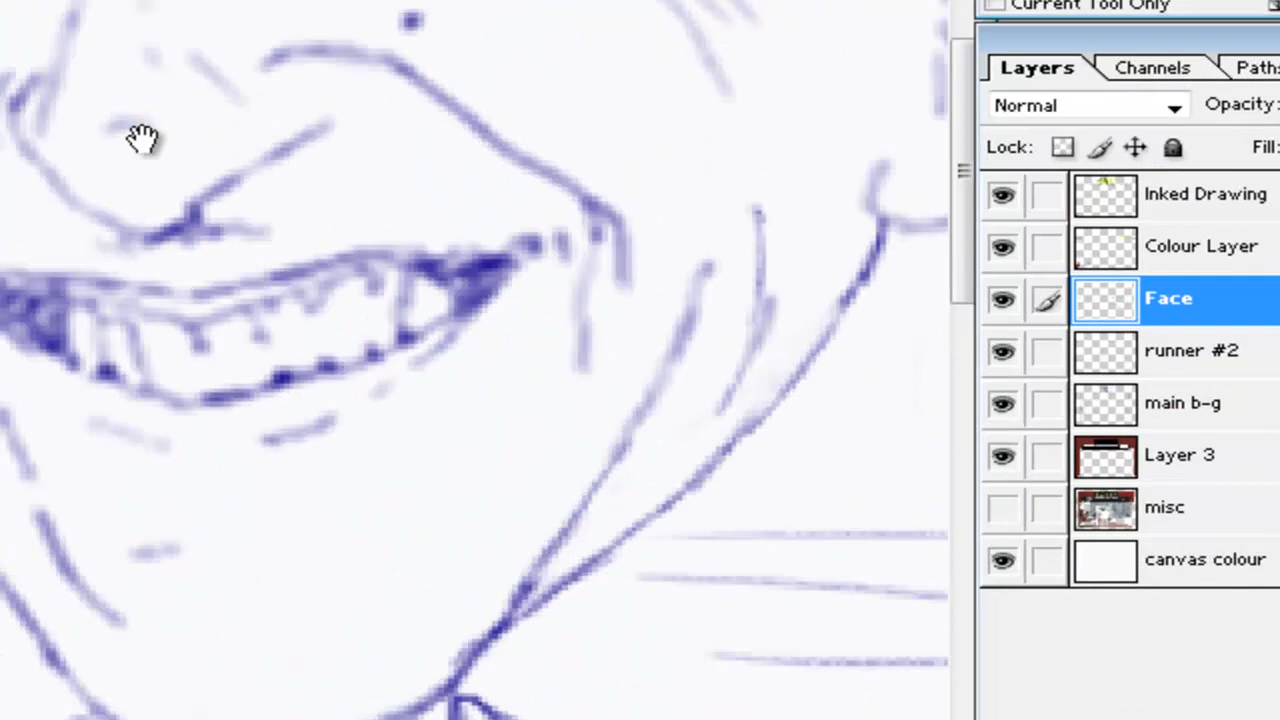 Current Tool Only
Layers Channels Paths
Normal Opacity:
Lock: Fill:
Inked Drawing
Colour Layer
Face
runner #2
main b-g
Layer 3
misc
canvas colour